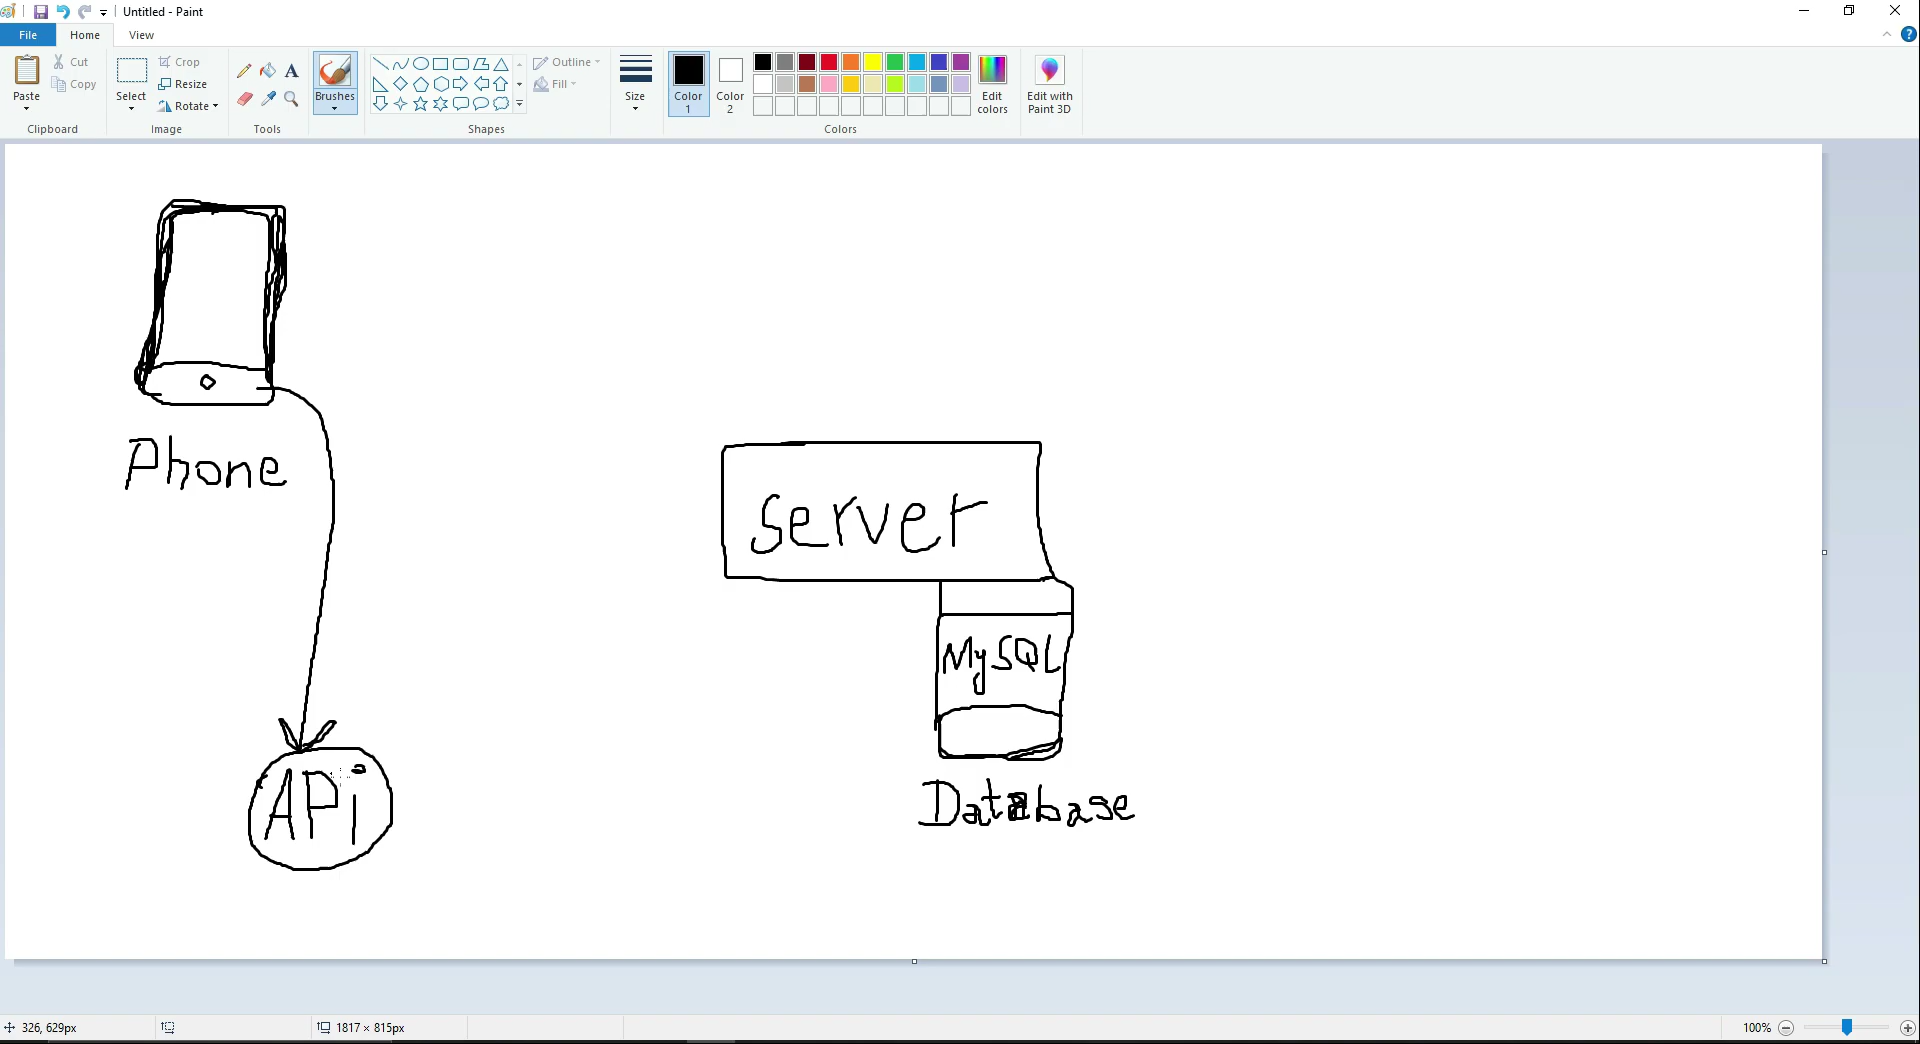 Untitled - Paint
File Home View
Paste
Cut
Copy
Clipboard
Select
Crop
Resize
Rotate
Image
A
Tools
Brushes
Shapes
Outline
Fill
Size
Color 1
Color 2
Edit colors
Colors
Edit with Paint 3D
Phone
server
MySQL
Database
APi
326, 629px
1817 × 815px
100%